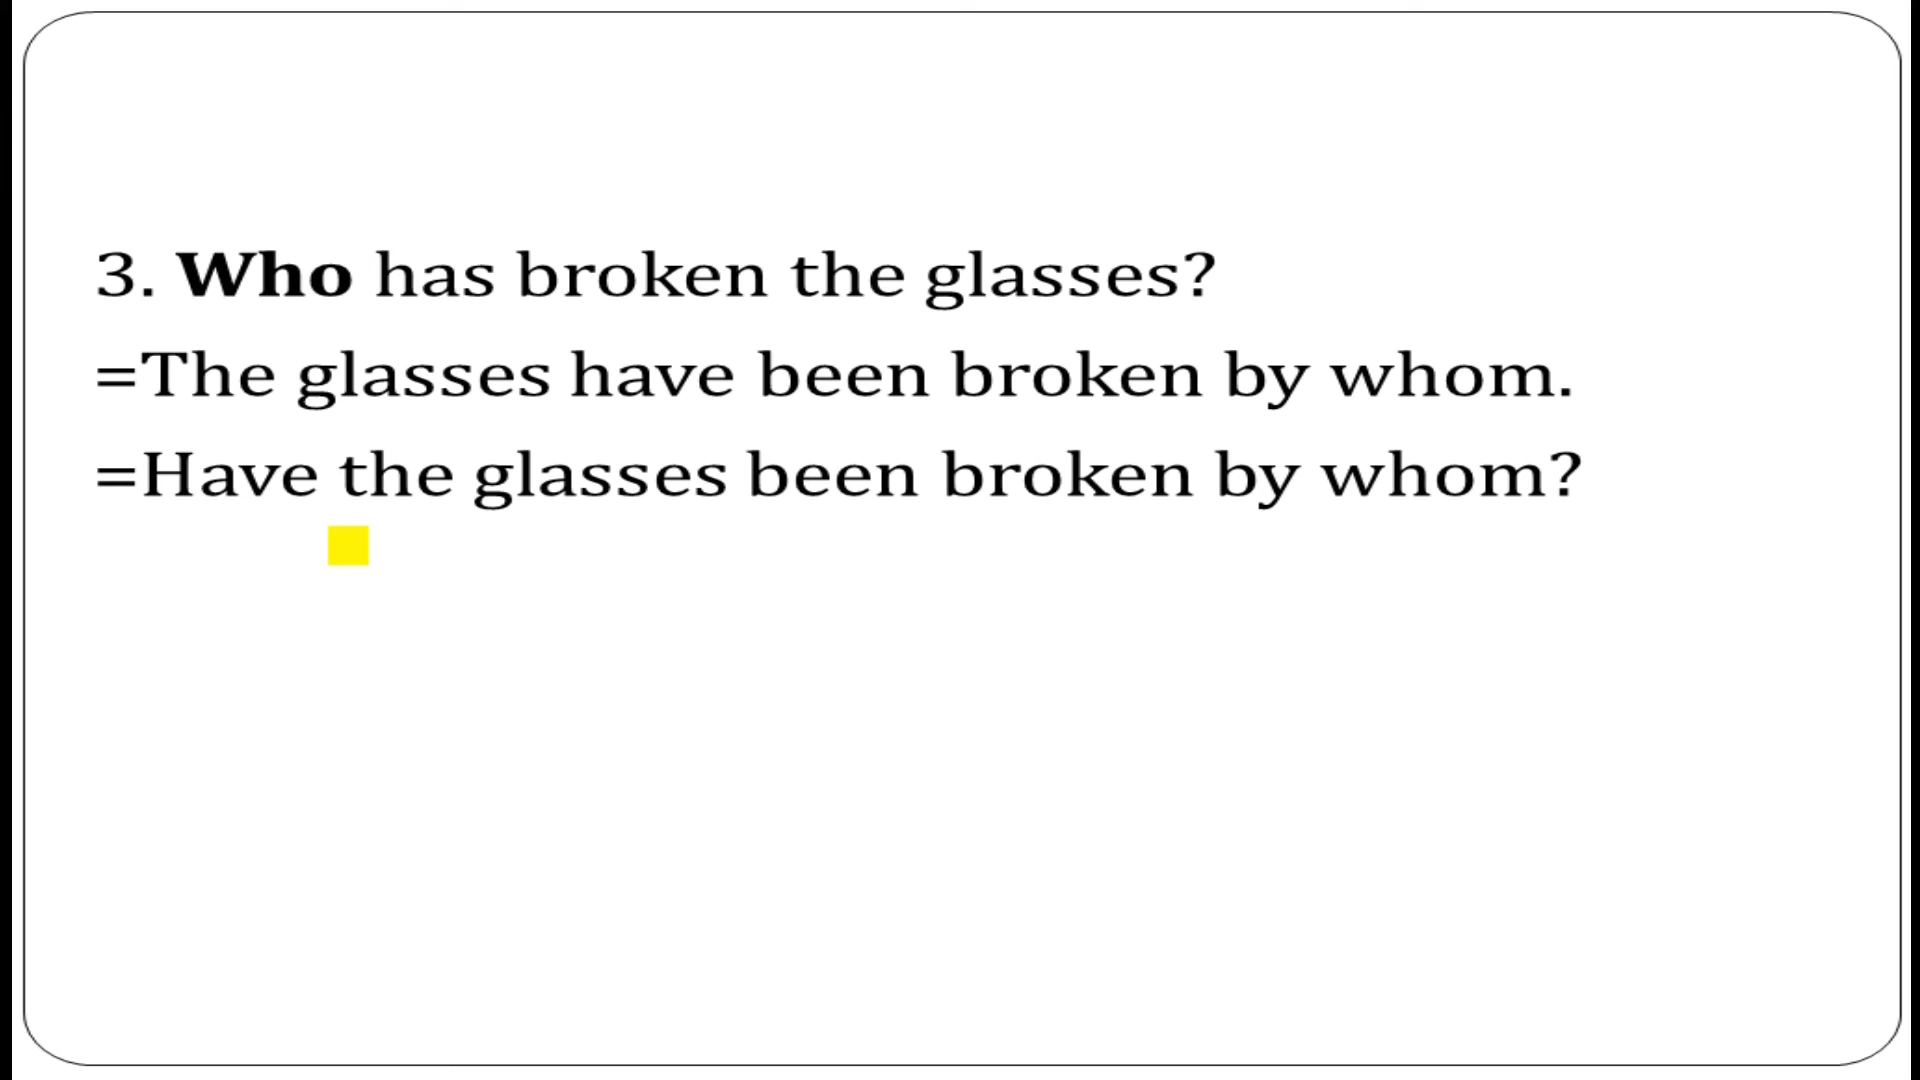 3. Who has broken the glasses?
=The glasses have been broken by whom.
=Have the glasses been broken by whom?